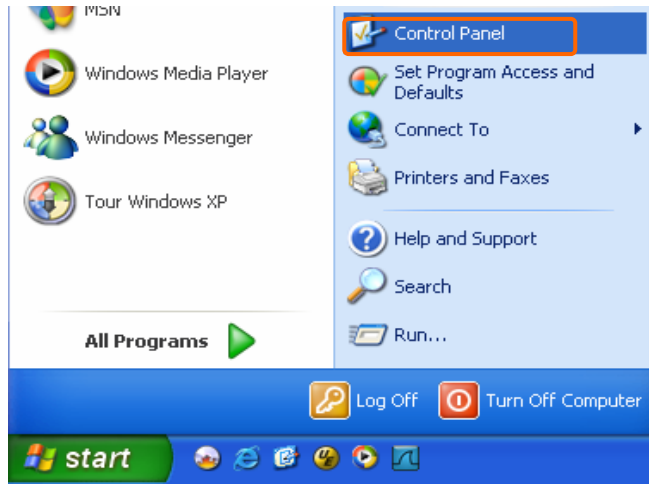 MSN
Windows Media Player
Windows Messenger
Tour Windows XP
All Programs
Control Panel
Set Program Access and
Defaults
Connect To
Printers and Faxes
Help and Support
Search
Run...
Log Off
Turn Off Computer
start